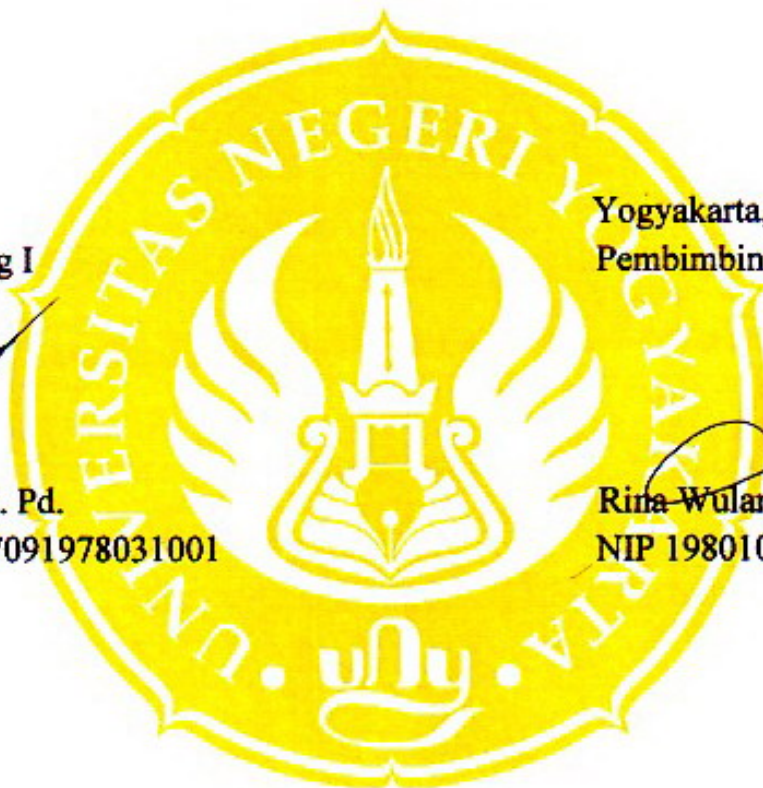 UNIVERSITAS NEGERI YOGYAKARTA
Yogyakarta,
g I
Pembimbin
. Pd.
Rina Wulan
7091978031001
NIP 198010
uny